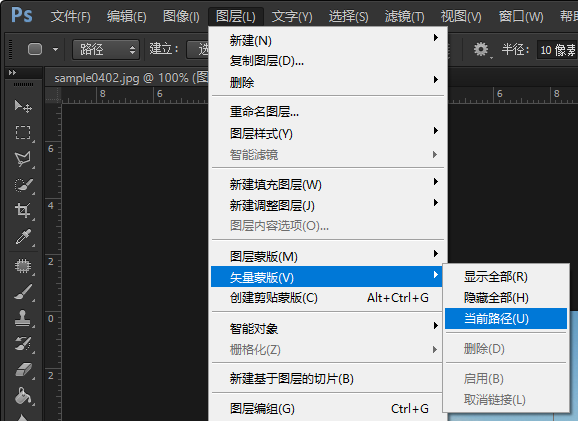 Ps 文件(F) 编辑(E) 图像(I) 图层(L) 文字(Y) 选择(S) 滤镜(T) 视图(V) 窗口(W) 帮助
路径 建立: 选 半径: 10 像素
sample0402.jpg @ 100% (图
8 6 6 8
6
4
2
0
2
新建(N)
复制图层(D)...
删除
重命名图层...
图层样式(Y)
智能滤镜
新建填充图层(W)
新建调整图层(J)
图层内容选项(O)...
图层蒙版(M)
矢量蒙版(V)
创建剪贴蒙版(C) Alt+Ctrl+G
智能对象
栅格化(Z)
新建基于图层的切片(B)
图层编组(G) Ctrl+G
显示全部(R)
隐藏全部(H)
当前路径(U)
删除(D)
启用(B)
取消链接(L)